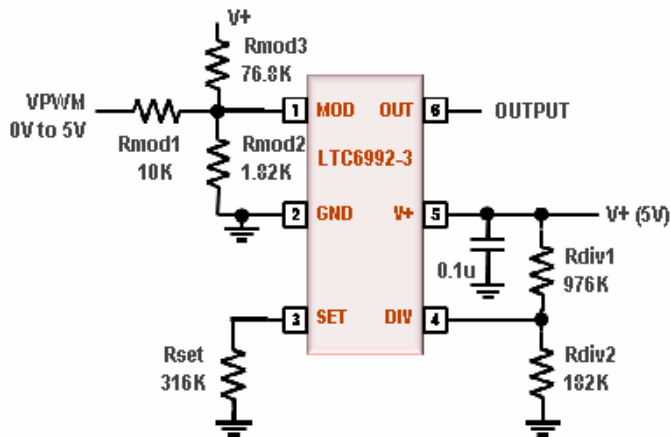 V+
Rmod3
76.8K
VPWM
0V to 5V
Rmod1
10K
Rmod2
1.82K
1 MOD OUT 6 OUTPUT
LTC6992-3
2 GND V+ 5 V+ (5V)
0.1u
Rdiv1
976K
3 SET DIV 4
Rset
316K
Rdiv2
182K